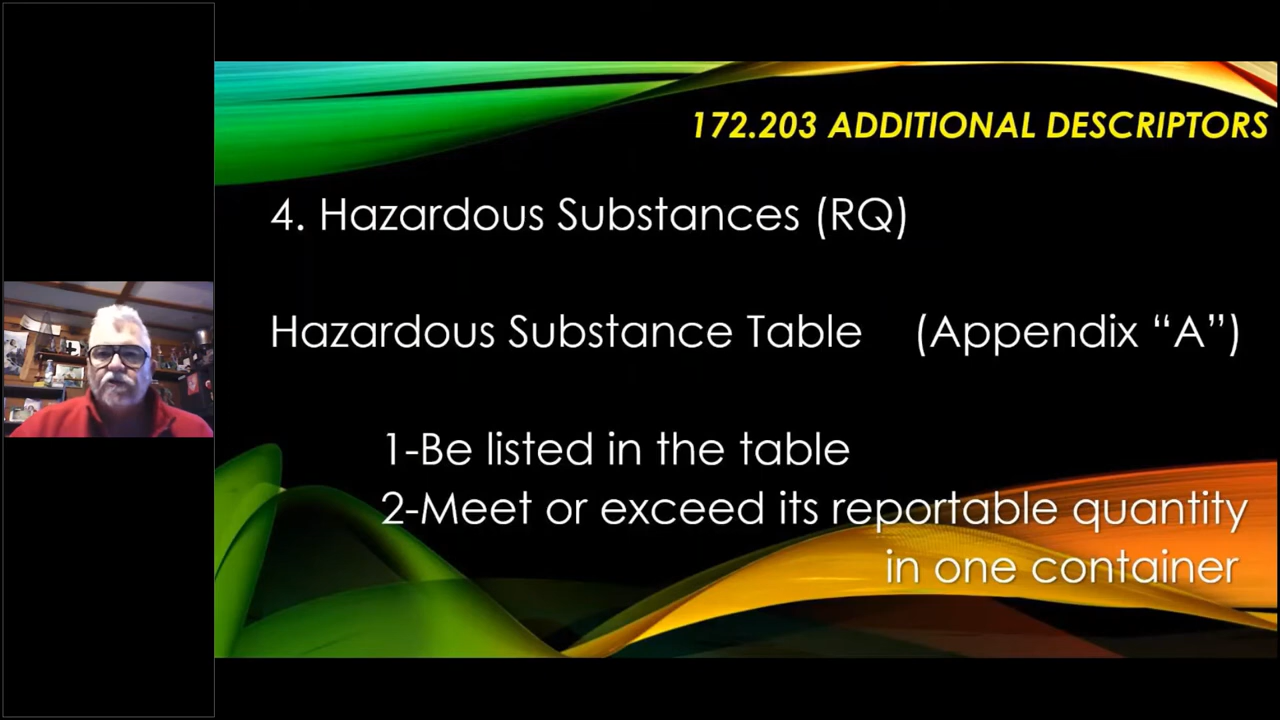 172.203 ADDITIONAL DESCRIPTORS
4. Hazardous Substances (RQ)
Hazardous Substance Table (Appendix “A”)
1-Be listed in the table
2-Meet or exceed its reportable quantity
in one container